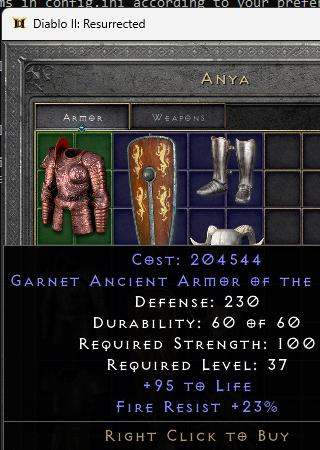 ms in config.ini according to your prefer
Diablo II: Resurrected
Anya
Armor Weapons
Cost: 204544
Garnet Ancient Armor of the
Defense: 230
Durability: 60 of 60
Required Strength: 100
Required Level: 37
+95 to Life
Fire Resist +23%
Right Click to Buy